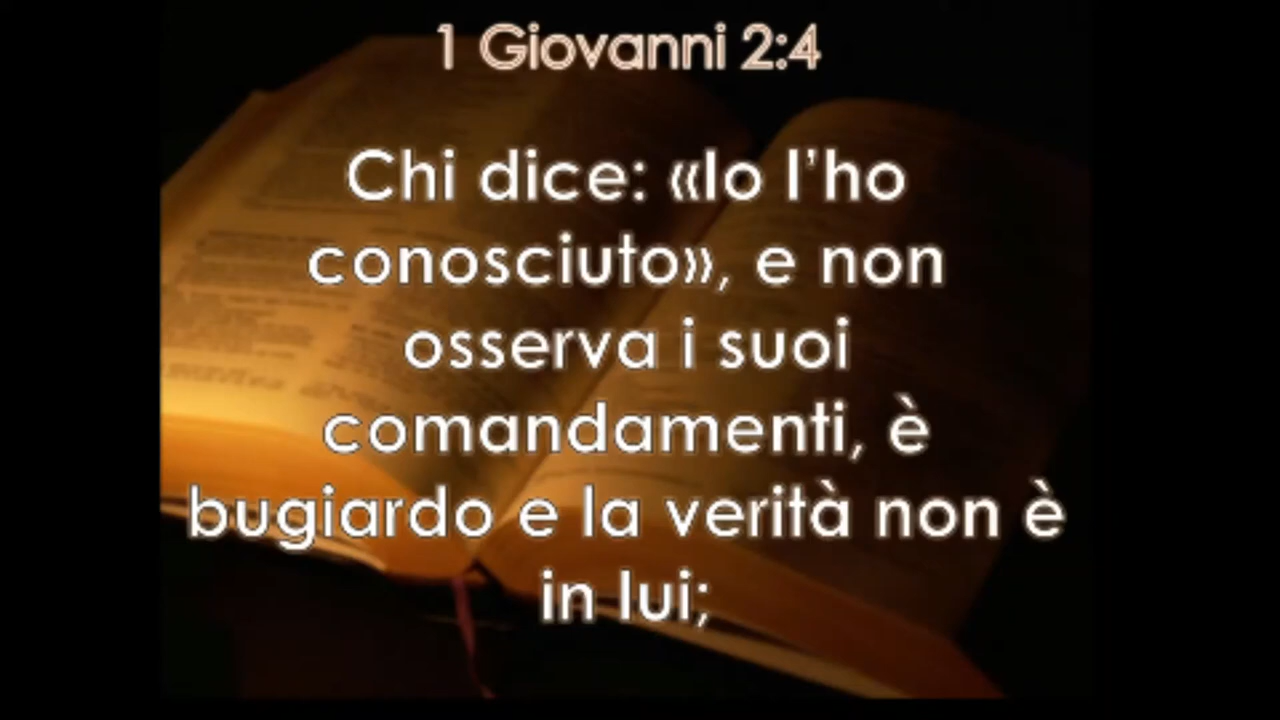 1 Giovanni 2:4
Chi dice: «Io l’ho
conosciuto», e non
osserva i suoi
comandamenti, è
bugiardo e la verità non è
in lui;